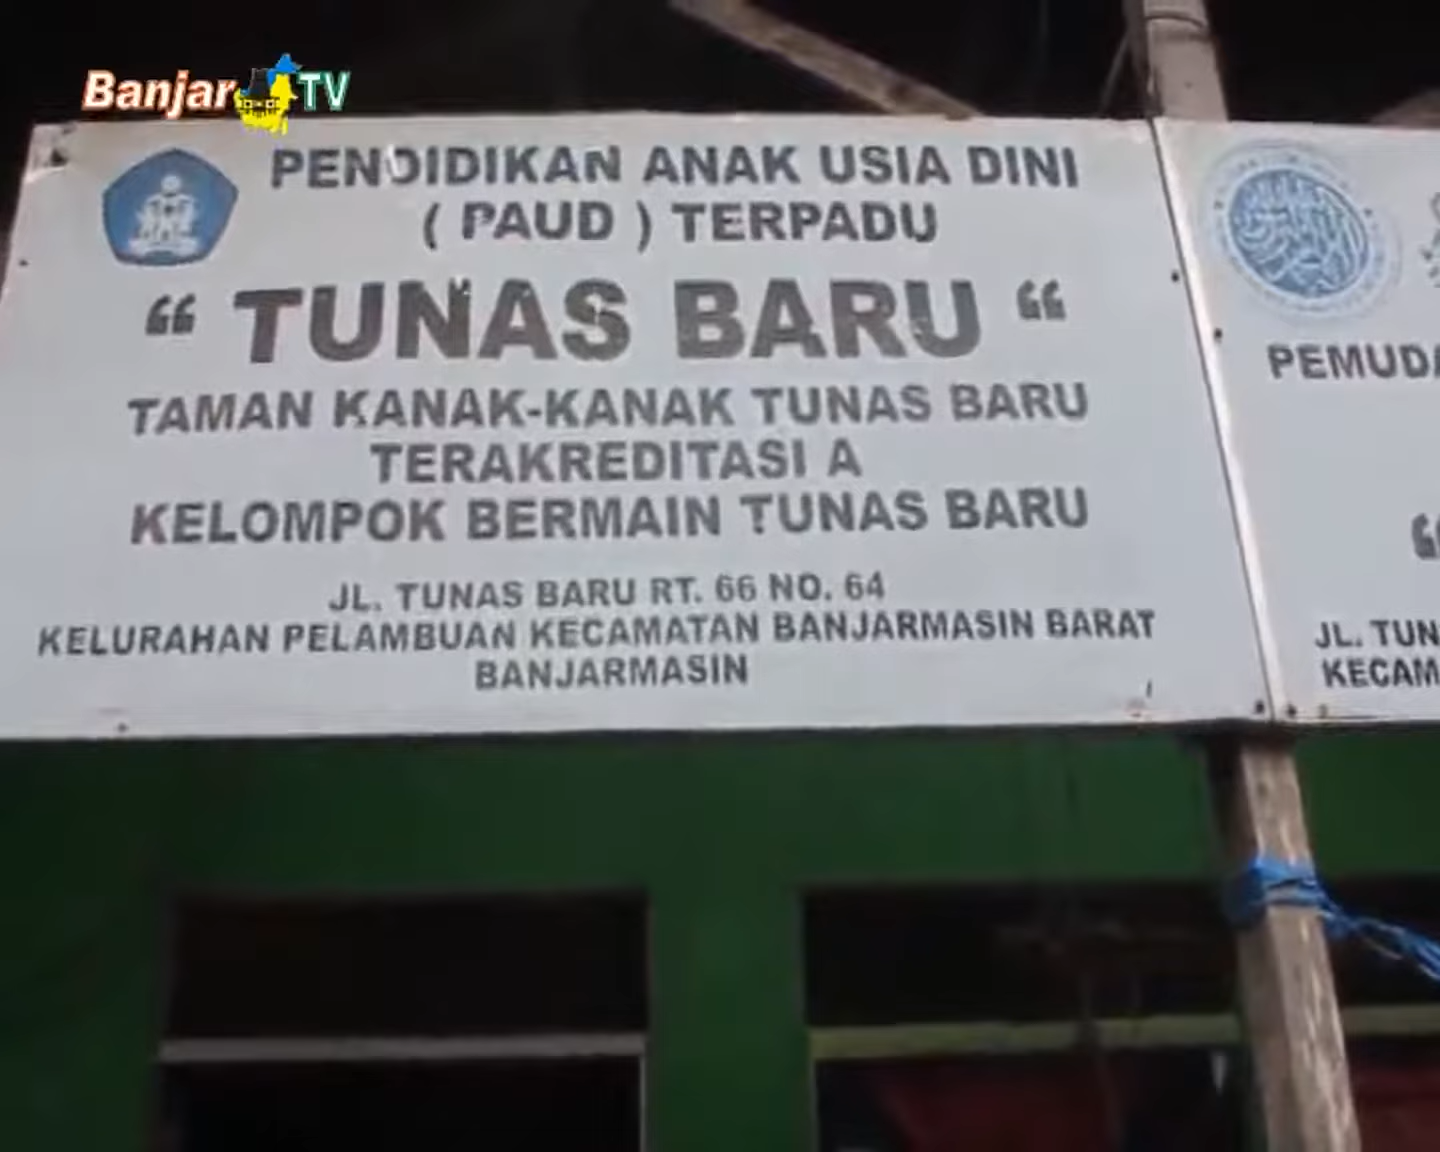 Banjar TV
PENDIDIKAN ANAK USIA DINI
( PAUD ) TERPADU
“ TUNAS BARU “
TAMAN KANAK-KANAK TUNAS BARU
TERAKREDITASI A
KELOMPOK BERMAIN TUNAS BARU
JL. TUNAS BARU RT. 66 NO. 64
KELURAHAN PELAMBUAN KECAMATAN BANJARMASIN BARAT
BANJARMASIN
PEMUDA
“
JL. TUN
KECAM